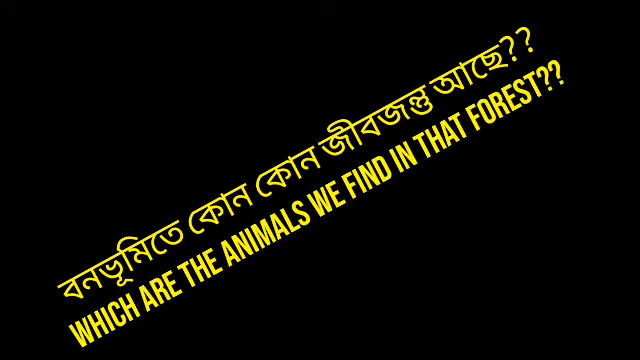 বনভূমিতে কোন কোন জীবজন্তু আছে??
WHICH ARE THE ANIMALS WE FIND IN THAT FOREST??